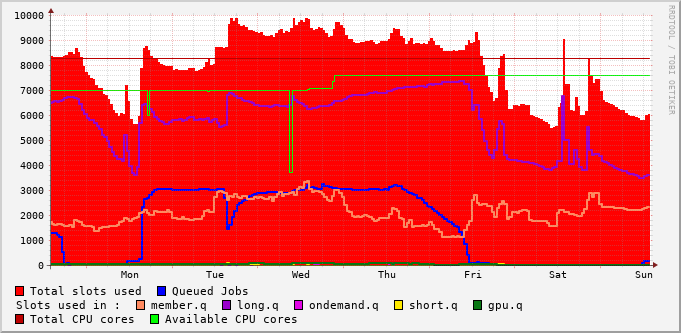 10000
9000
8000
7000
6000
5000
4000
3000
2000
1000
0
Mon Tue Wed Thu Fri Sat Sun
RRDTOOL / TOBI OETIKER
Total slots used Queued Jobs
Slots used in : member.q long.q ondemand.q short.q gpu.q
Total CPU cores Available CPU cores